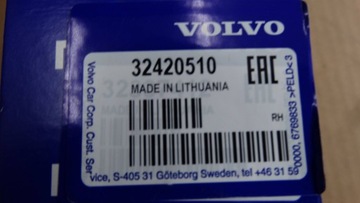 VOLVO
32420510
EAC
MADE IN LITHUANIA
RH
Volvo Car Corp. Cust. Ser
vice, S-405 31 Göteborg Sweden, tel +46 31 59
0000, 6769833 >PELD<3